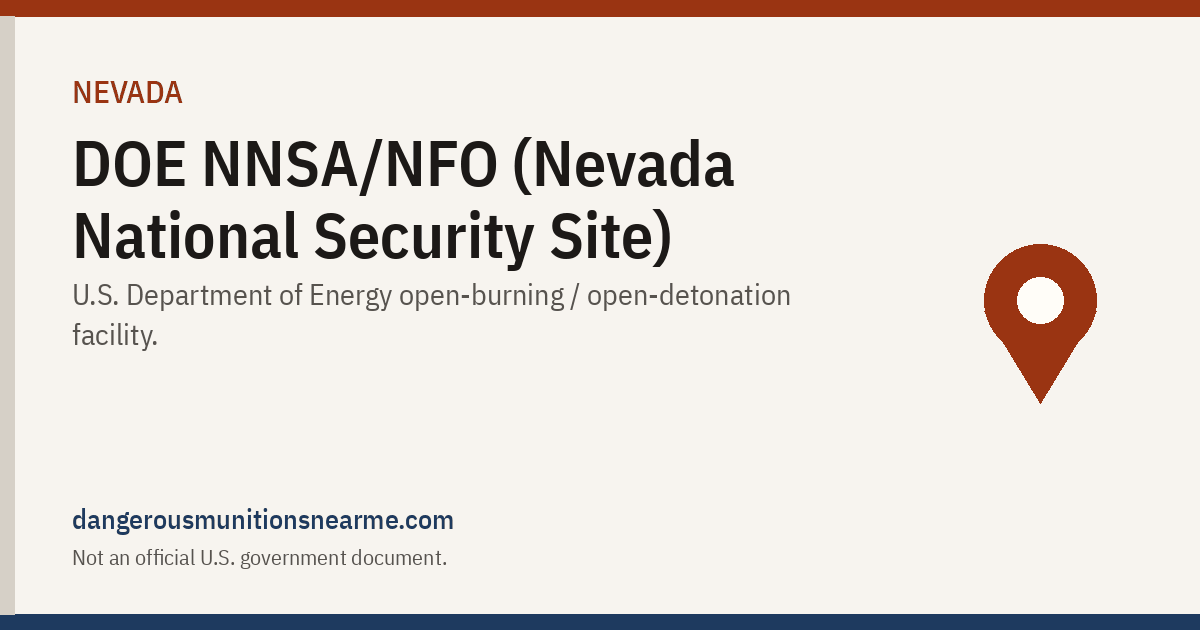 NEVADA
DOE NNSA/NFO (Nevada
National Security Site)
U.S. Department of Energy open-burning / open-detonation
facility.
dangerousmunitionsnearme.com
Not an official U.S. government document.